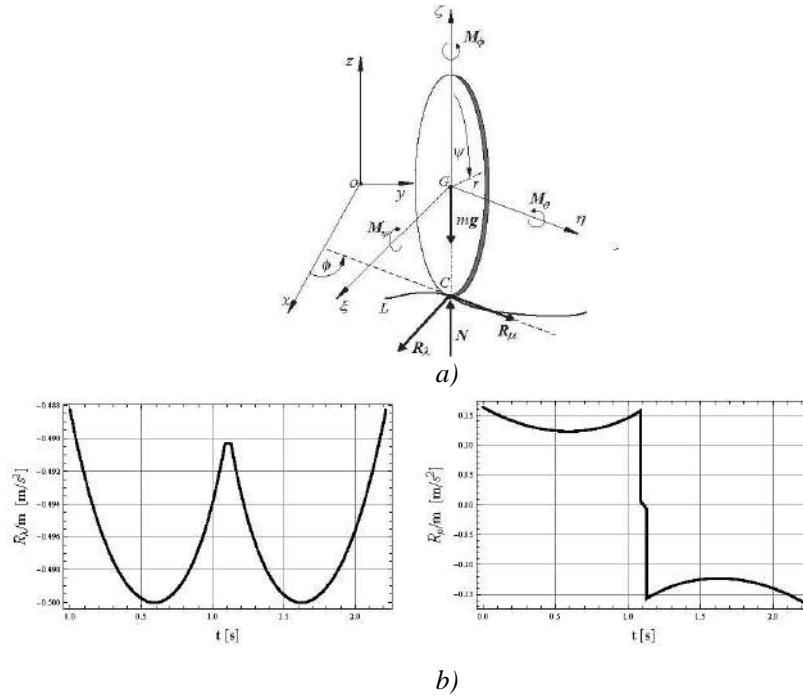 ζ
M_ϕ
z
ψ
O
y
G
r
M_θ
η
mg
M_ψ
ϕ
C
x
ξ
L
R_λ
N
R_μ
a)
-0.488
-0.490
-0.492
-0.494
-0.496
-0.498
-0.500
R_λ/m [m/s²]
0.0 0.5 1.0 1.5 2.0
t [s]
0.15
0.10
0.05
0.00
-0.05
-0.10
-0.15
R_μ/m [m/s²]
0.0 0.5 1.0 1.5 2.0
t [s]
b)